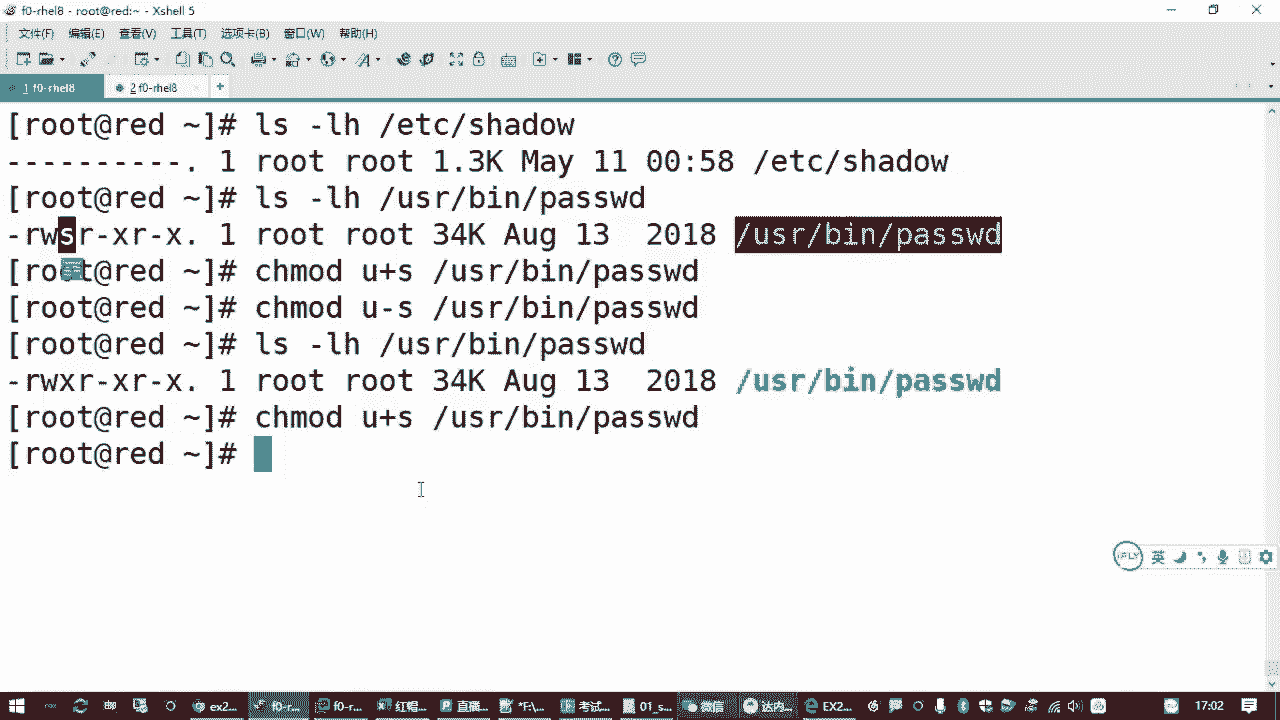 f0-rhel8 - root@red:~ - Xshell 5
文件(F) 编辑(E) 查看(V) 工具(T) 选项卡(B) 窗口(W) 帮助(H)
1 f0-rhel8 2 f0-rhel8 +
[root@red ~]# ls -lh /etc/shadow
----------. 1 root root 1.3K May 11 00:58 /etc/shadow
[root@red ~]# ls -lh /usr/bin/passwd
-rwsr-xr-x. 1 root root 34K Aug 13  2018 /usr/bin/passwd
[root@red ~]# chmod u+s /usr/bin/passwd
[root@red ~]# chmod u-s /usr/bin/passwd
[root@red ~]# ls -lh /usr/bin/passwd
-rwxr-xr-x. 1 root root 34K Aug 13  2018 /usr/bin/passwd
[root@red ~]# chmod u+s /usr/bin/passwd
[root@red ~]#
iFLY 英
ex2... f0-r... f0-r... 红帽... 直播... *F:\... 考试... 01_s... 微信 达内... EX2... 17:02